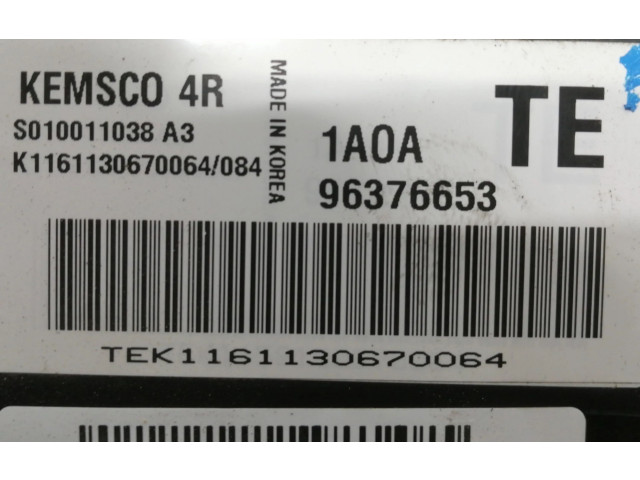 KEMSCO 4R
S010011038 A3
K1161130670064/084
MADE IN KOREA
1A0A
96376653
TE
TEK1161130670064